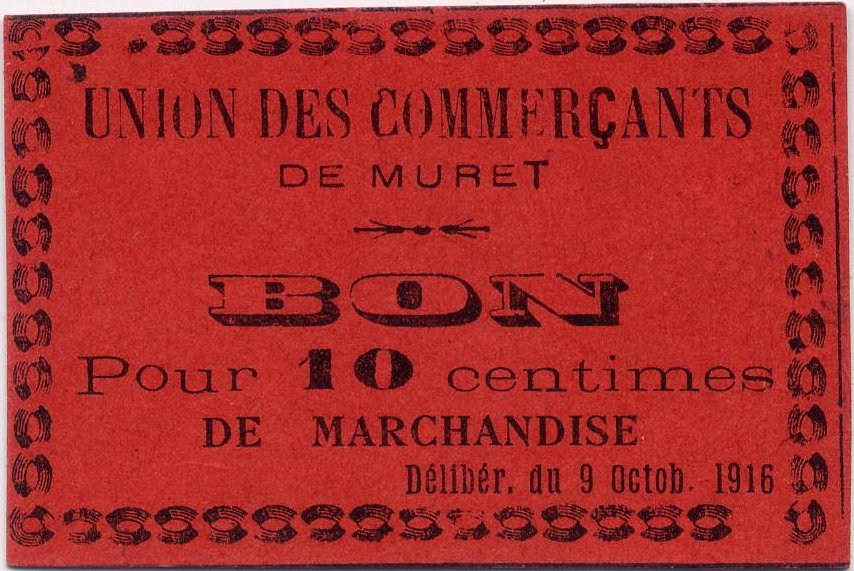 UNION DES COMMERÇANTS
DE MURET
BON
Pour 10 centimes
DE MARCHANDISE
Délibér. du 9 Octob. 1916